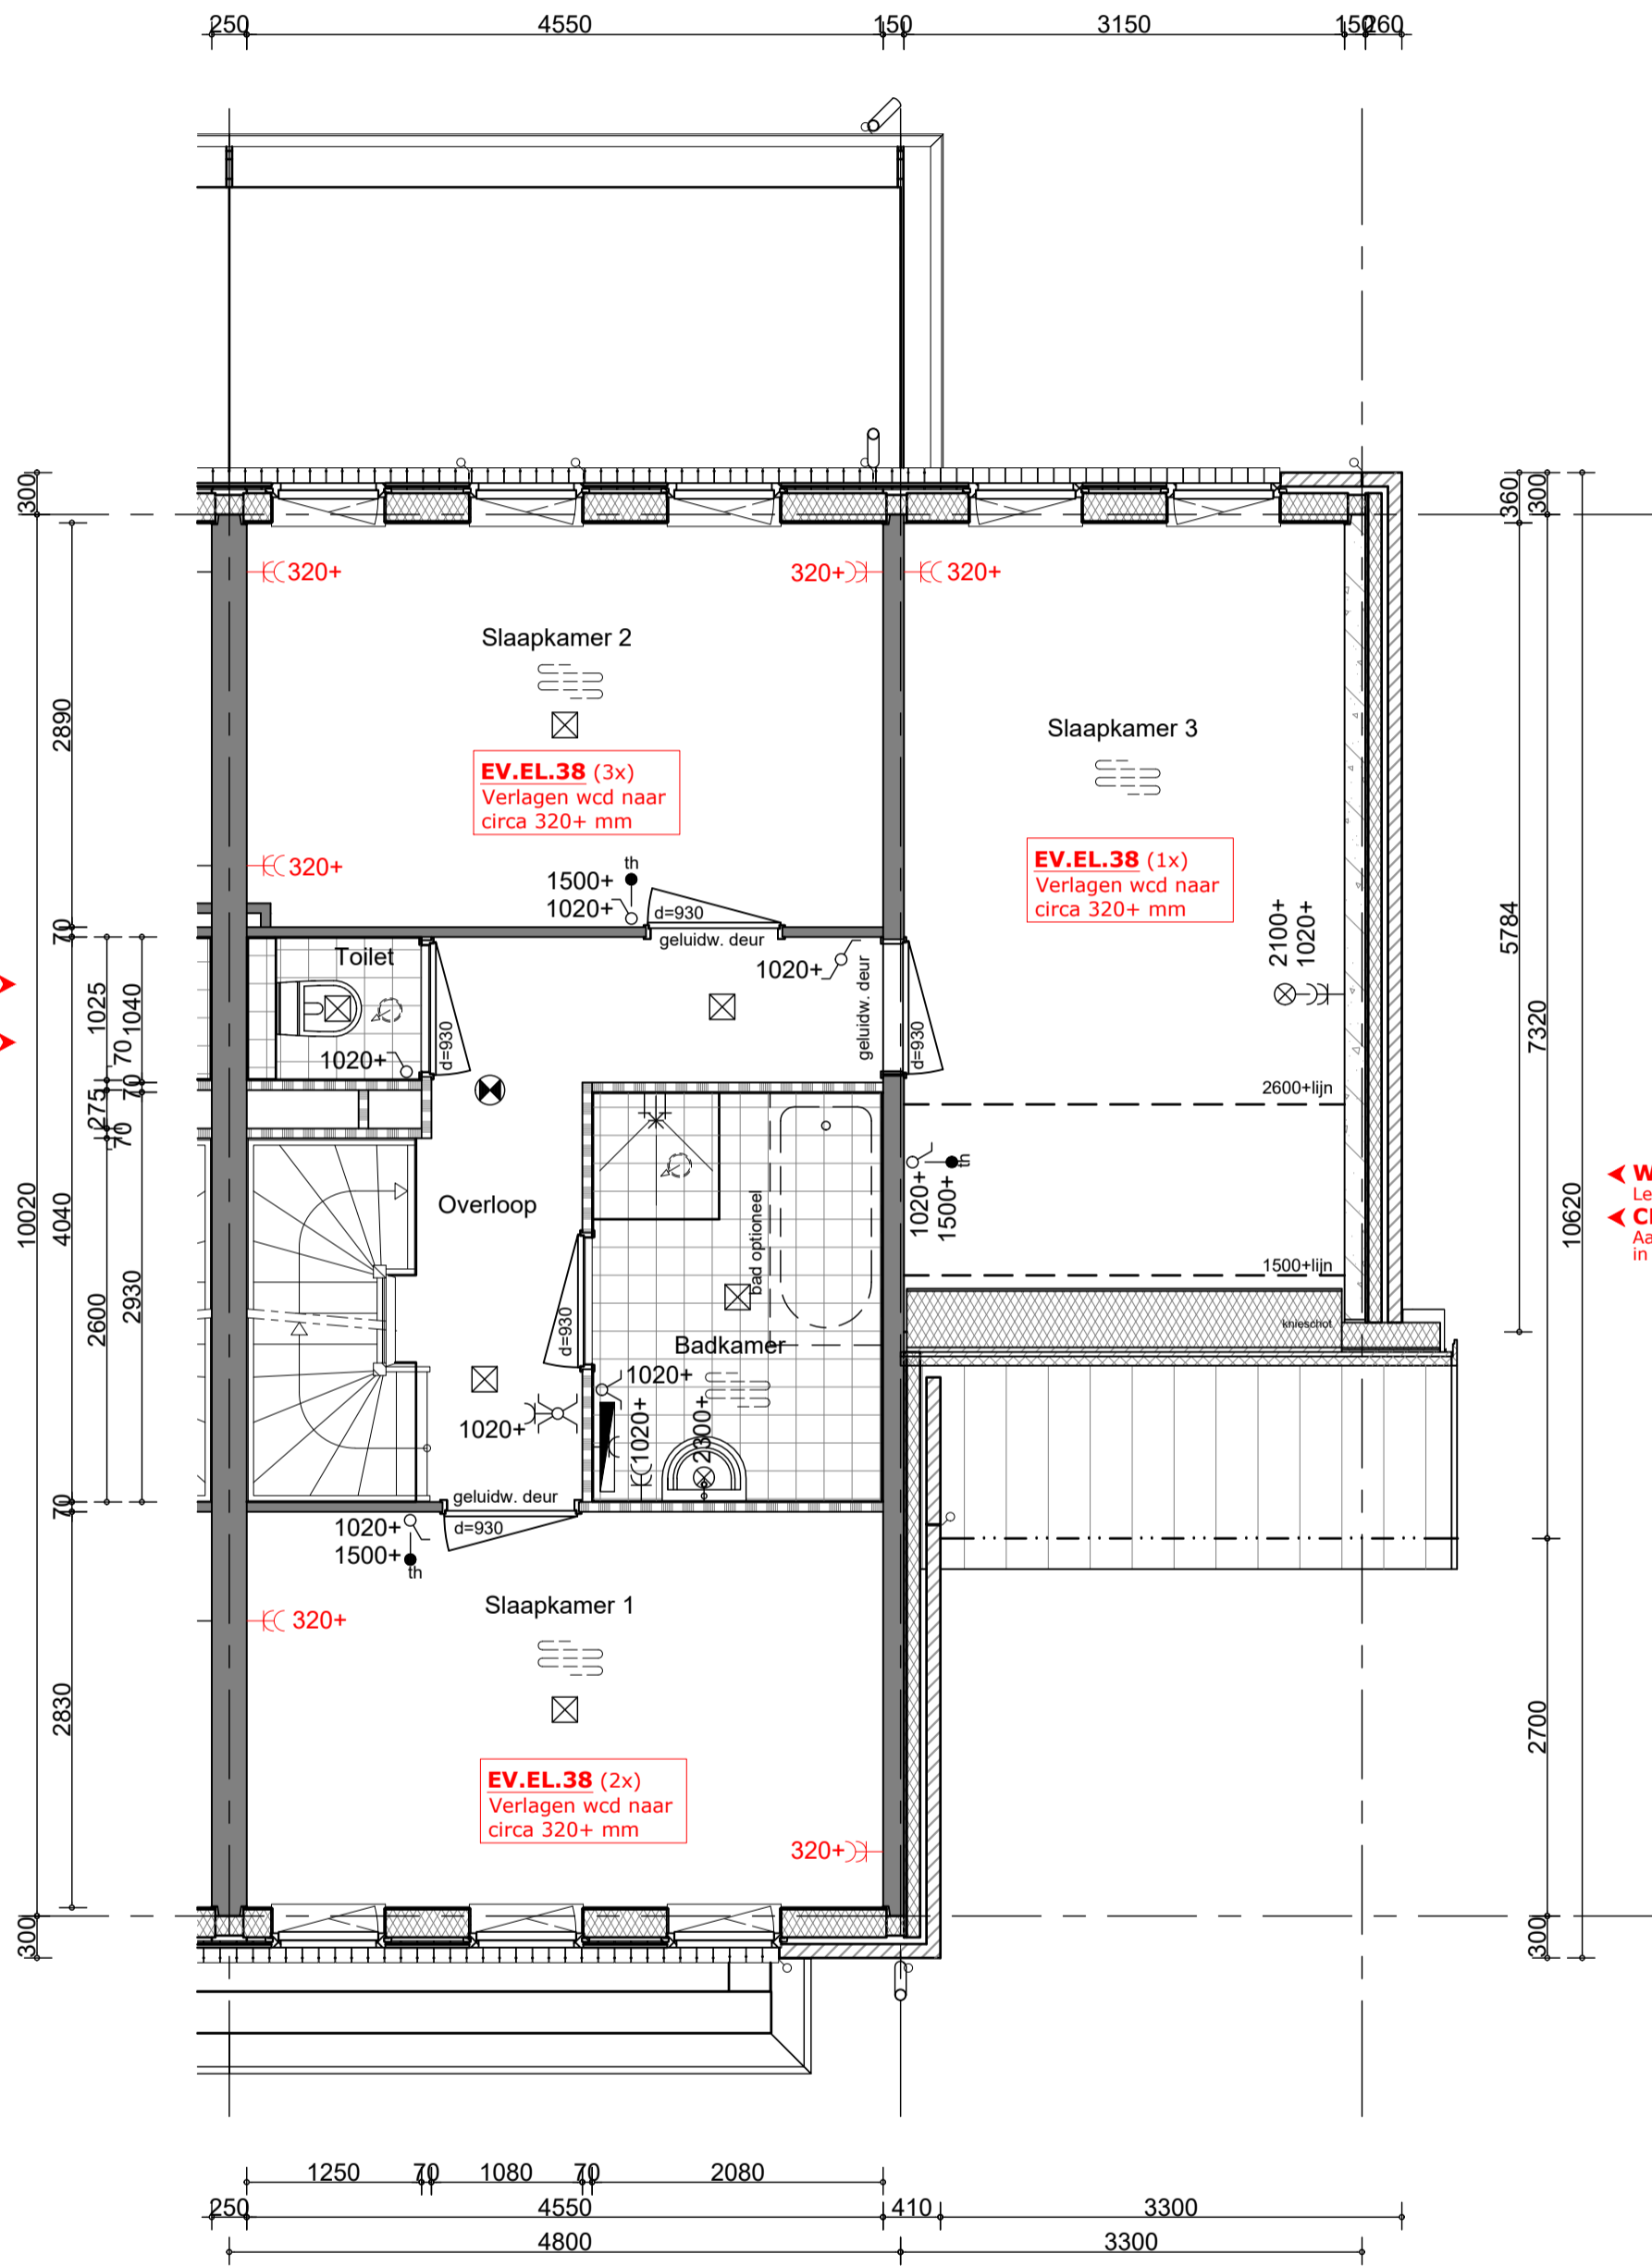 250 4550 150 3150 150 260
300
360 300
320+ 320+ 320+
Slaapkamer 2
2890
Slaapkamer 3
EV.EL.38 (3x)
Verlagen wcd naar
circa 320+ mm
EV.EL.38 (1x)
Verlagen wcd naar
circa 320+ mm
320+
th
1500+
1020+
d=930
geluidw. deur
70
Toilet
1020+
geluidw. deur
d=930
2100+
1020+
5784
7320
1025
1040
70
1020+
d=930
70
275
70
2600+lijn
Overloop
bad optioneel
1020+
1500+
th
10020
4040
2600
2930
10620
W
Le
Aa
in
1500+lijn
knieschot
d=930
Badkamer
1020+
1020+
1020+
2300+
70
geluidw. deur
d=930
1020+
1500+
th
Slaapkamer 1
320+
2830
2700
EV.EL.38 (2x)
Verlagen wcd naar
circa 320+ mm
320+
300
300
1250 70 1080 70 2080
250 4550 410 3300
4800 3300